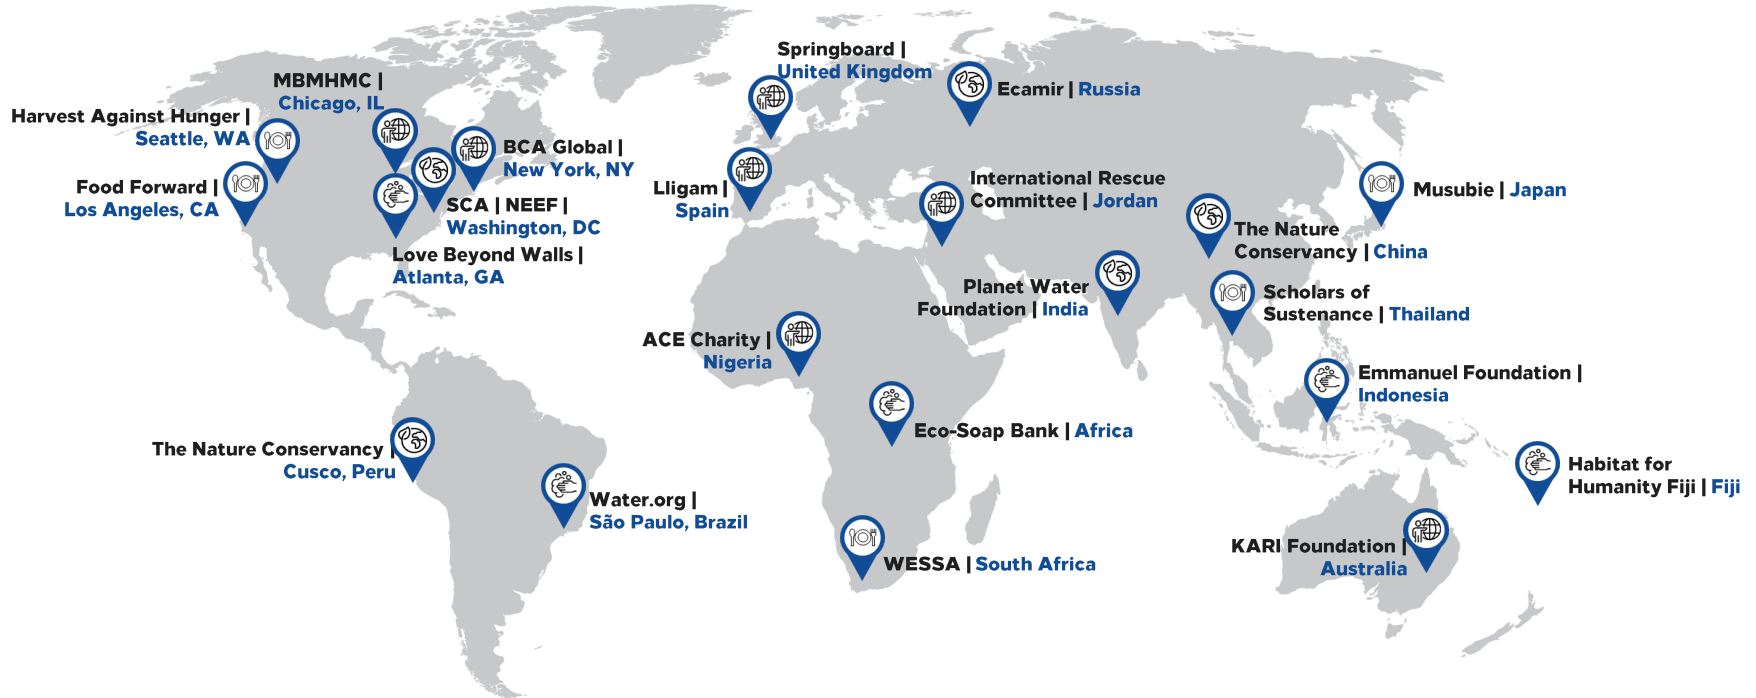 Springboard |
United Kingdom
MBMHMC |
Chicago, IL
Ecamir | Russia
Harvest Against Hunger |
Seattle, WA
BCA Global |
New York, NY
Food Forward |
Los Angeles, CA
Lligam |
Spain
International Rescue
Committee | Jordan
Musubie | Japan
SCA | NEEF |
Washington, DC
The Nature
Conservancy | China
Love Beyond Walls |
Atlanta, GA
Planet Water
Foundation | India
Scholars of
Sustenance | Thailand
ACE Charity |
Nigeria
Emmanuel Foundation |
Indonesia
Eco-Soap Bank | Africa
The Nature Conservancy |
Cusco, Peru
Habitat for
Humanity Fiji | Fiji
Water.org |
São Paulo, Brazil
KARI Foundation |
Australia
WESSA | South Africa